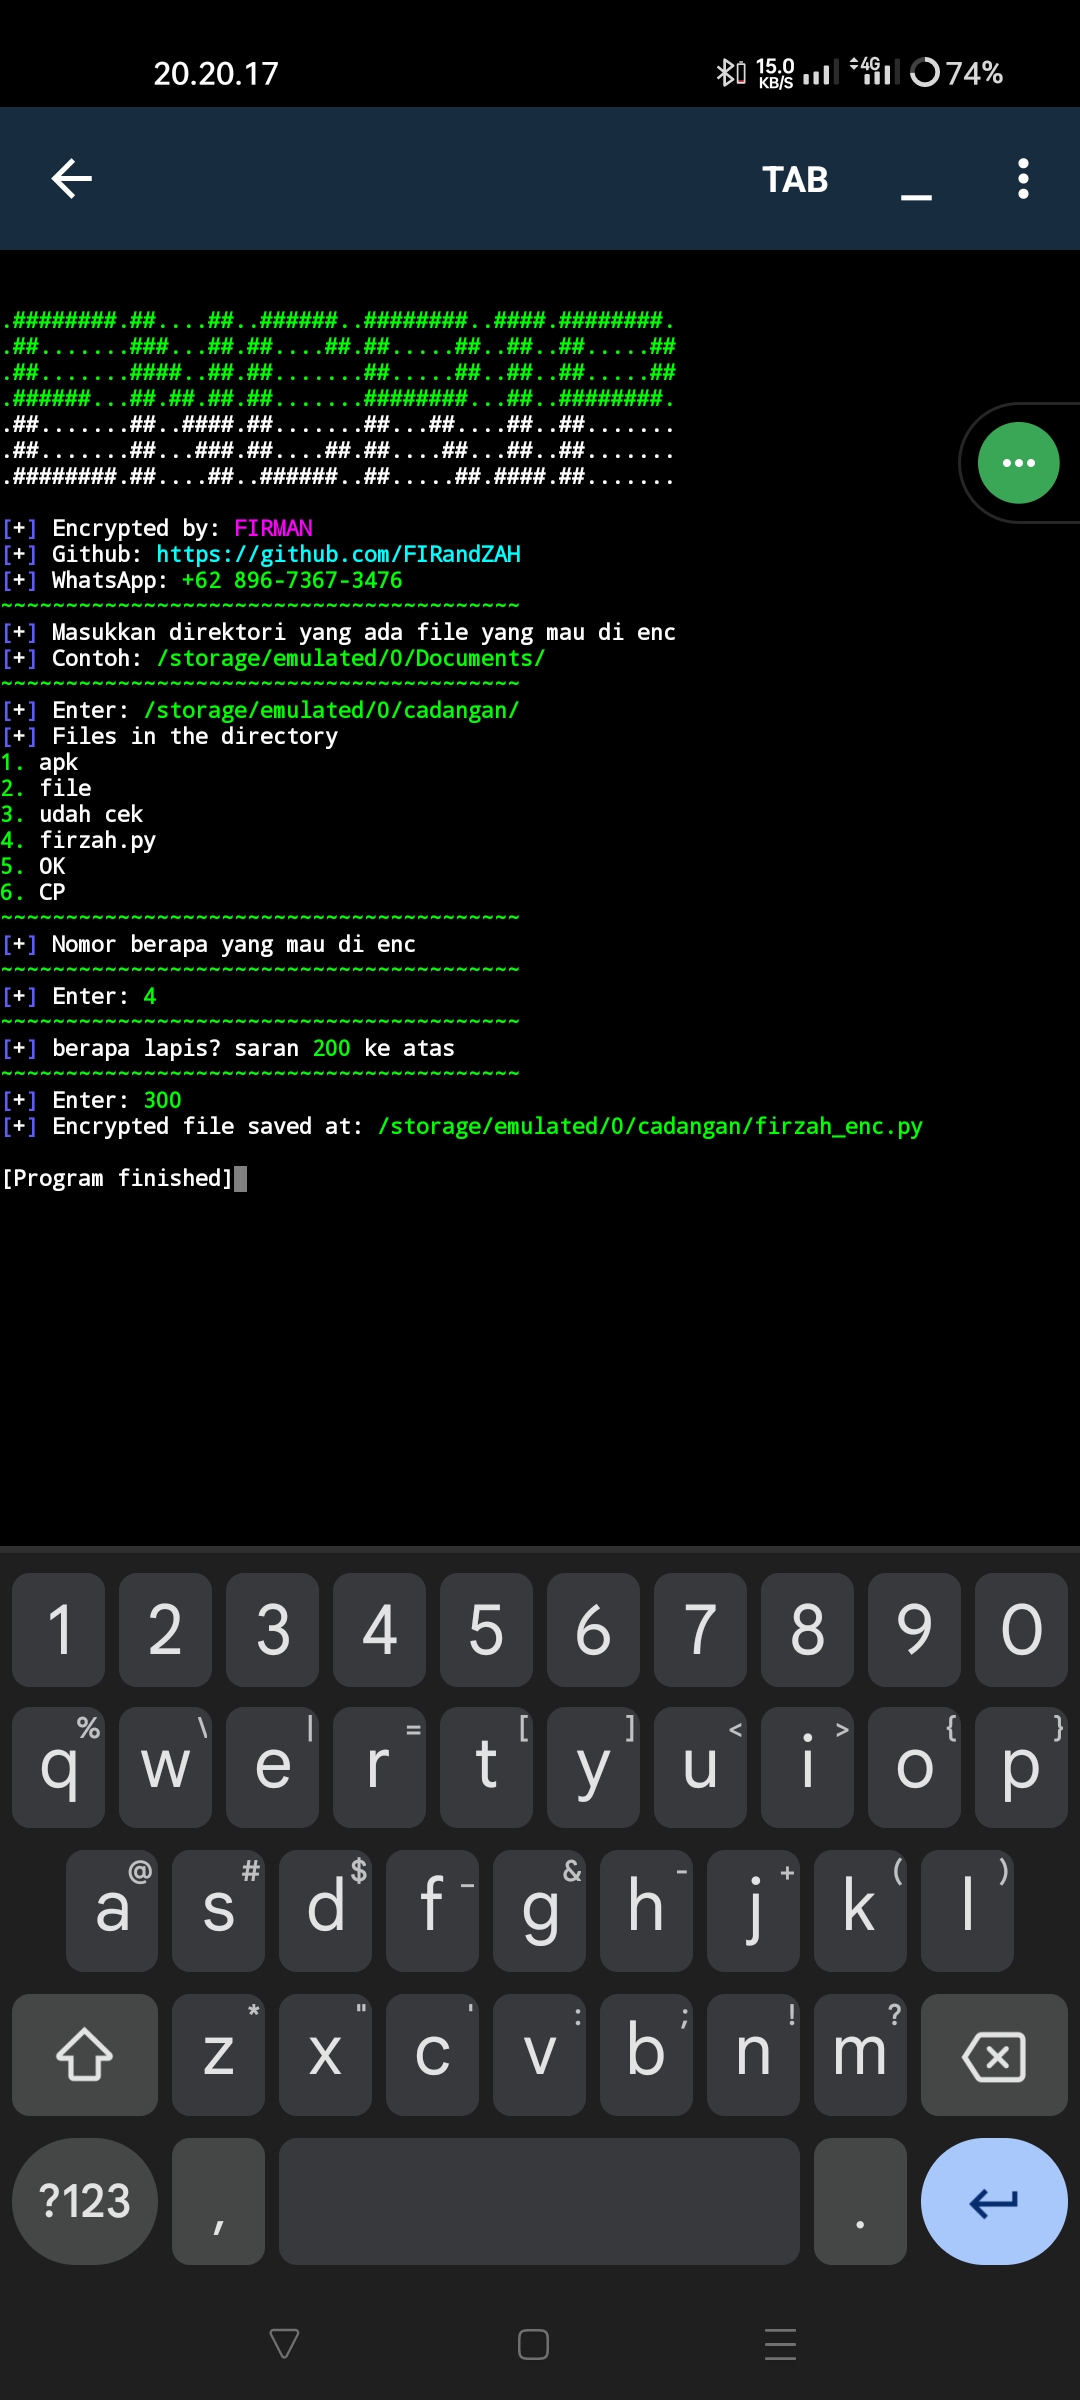 20.20.17
15.0 KB/S 4G 74%
TAB
.########.##....##..######..########..####.########.
.##.......###...##.##....##.##.....##..##..##.....##
.##.......####..##.##.......##.....##..##..##.....##
.######...##.##.##.##.......########...##..########.
.##.......##..####.##.......##...##....##..##.......
.##.......##...###.##....##.##....##...##..##.......
.########.##....##..######..##.....##.####.##.......
[+] Encrypted by: FIRMAN
[+] Github: https://github.com/FIRandZAH
[+] WhatsApp: +62 896-7367-3476
~~~~~~~~~~~~~~~~~~~~~~~~~~~~~~~~~~~~~~~~
[+] Masukkan direktori yang ada file yang mau di enc
[+] Contoh: /storage/emulated/0/Documents/
~~~~~~~~~~~~~~~~~~~~~~~~~~~~~~~~~~~~~~~~
[+] Enter: /storage/emulated/0/cadangan/
[+] Files in the directory
1. apk
2. file
3. udah cek
4. firzah.py
5. OK
6. CP
~~~~~~~~~~~~~~~~~~~~~~~~~~~~~~~~~~~~~~~~
[+] Nomor berapa yang mau di enc
~~~~~~~~~~~~~~~~~~~~~~~~~~~~~~~~~~~~~~~~
[+] Enter: 4
~~~~~~~~~~~~~~~~~~~~~~~~~~~~~~~~~~~~~~~~
[+] berapa lapis? saran 200 ke atas
~~~~~~~~~~~~~~~~~~~~~~~~~~~~~~~~~~~~~~~~
[+] Enter: 300
[+] Encrypted file saved at: /storage/emulated/0/cadangan/firzah_enc.py
[Program finished]
1 2 3 4 5 6 7 8 9 0
% \ | = [ ] < > { }
q w e r t y u i o p
@ # $ _ & - + ( )
a s d f g h j k l
* " ' : ; ! ?
z x c v b n m
?123 , .